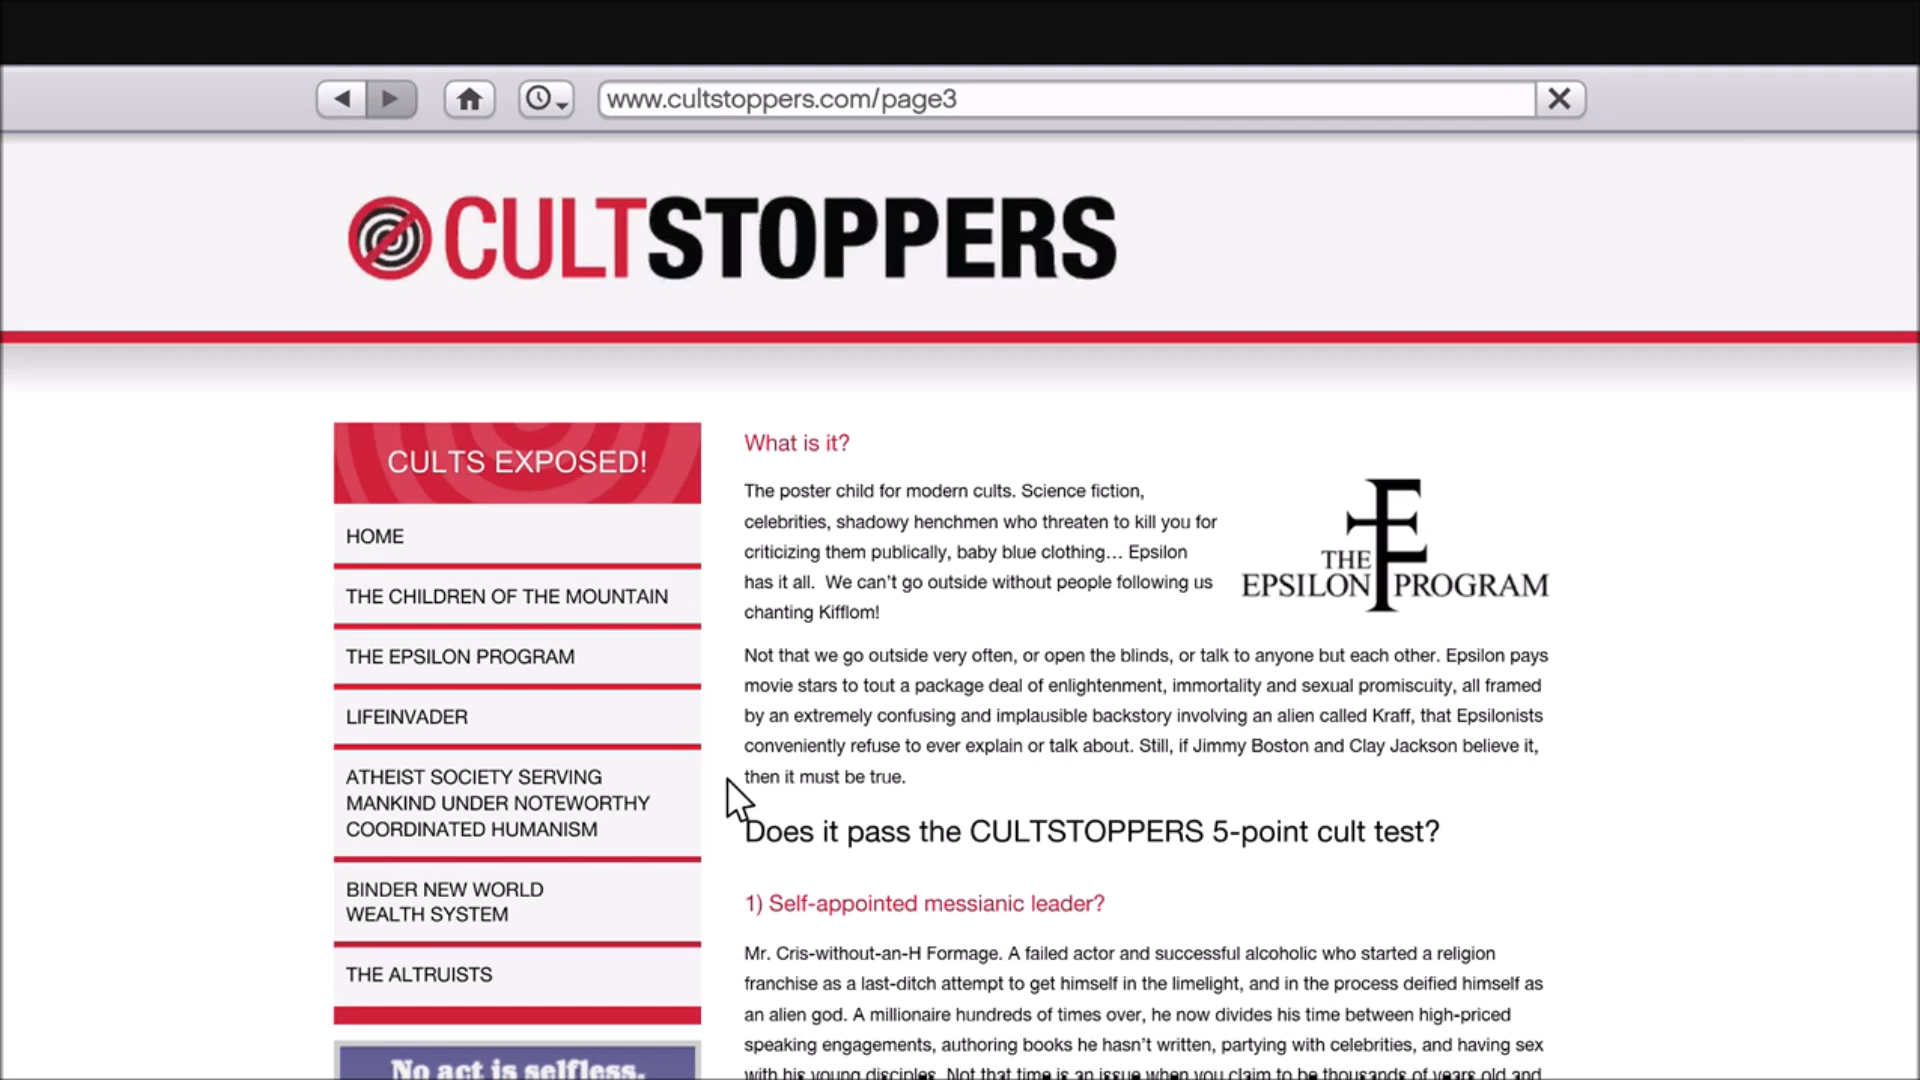 www.cultstoppers.com/page3
CULTSTOPPERS
CULTS EXPOSED!
HOME
THE CHILDREN OF THE MOUNTAIN
THE EPSILON PROGRAM
LIFEINVADER
ATHEIST SOCIETY SERVING
MANKIND UNDER NOTEWORTHY
COORDINATED HUMANISM
BINDER NEW WORLD
WEALTH SYSTEM
THE ALTRUISTS
No act is selfless.
What is it?
The poster child for modern cults. Science fiction,
celebrities, shadowy henchmen who threaten to kill you for
criticizing them publically, baby blue clothing… Epsilon
has it all.  We can't go outside without people following us
chanting Kifflom!
THE
EPSILON PROGRAM
Not that we go outside very often, or open the blinds, or talk to anyone but each other. Epsilon pays
movie stars to tout a package deal of enlightenment, immortality and sexual promiscuity, all framed
by an extremely confusing and implausible backstory involving an alien called Kraff, that Epsilonists
conveniently refuse to ever explain or talk about. Still, if Jimmy Boston and Clay Jackson believe it,
then it must be true.
Does it pass the CULTSTOPPERS 5-point cult test?
1) Self-appointed messianic leader?
Mr. Cris-without-an-H Formage. A failed actor and successful alcoholic who started a religion
franchise as a last-ditch attempt to get himself in the limelight, and in the process deified himself as
an alien god. A millionaire hundreds of times over, he now divides his time between high-priced
speaking engagements, authoring books he hasn't written, partying with celebrities, and having sex
with his young disciples. Not that time is an issue when you claim to be thousands of years old and